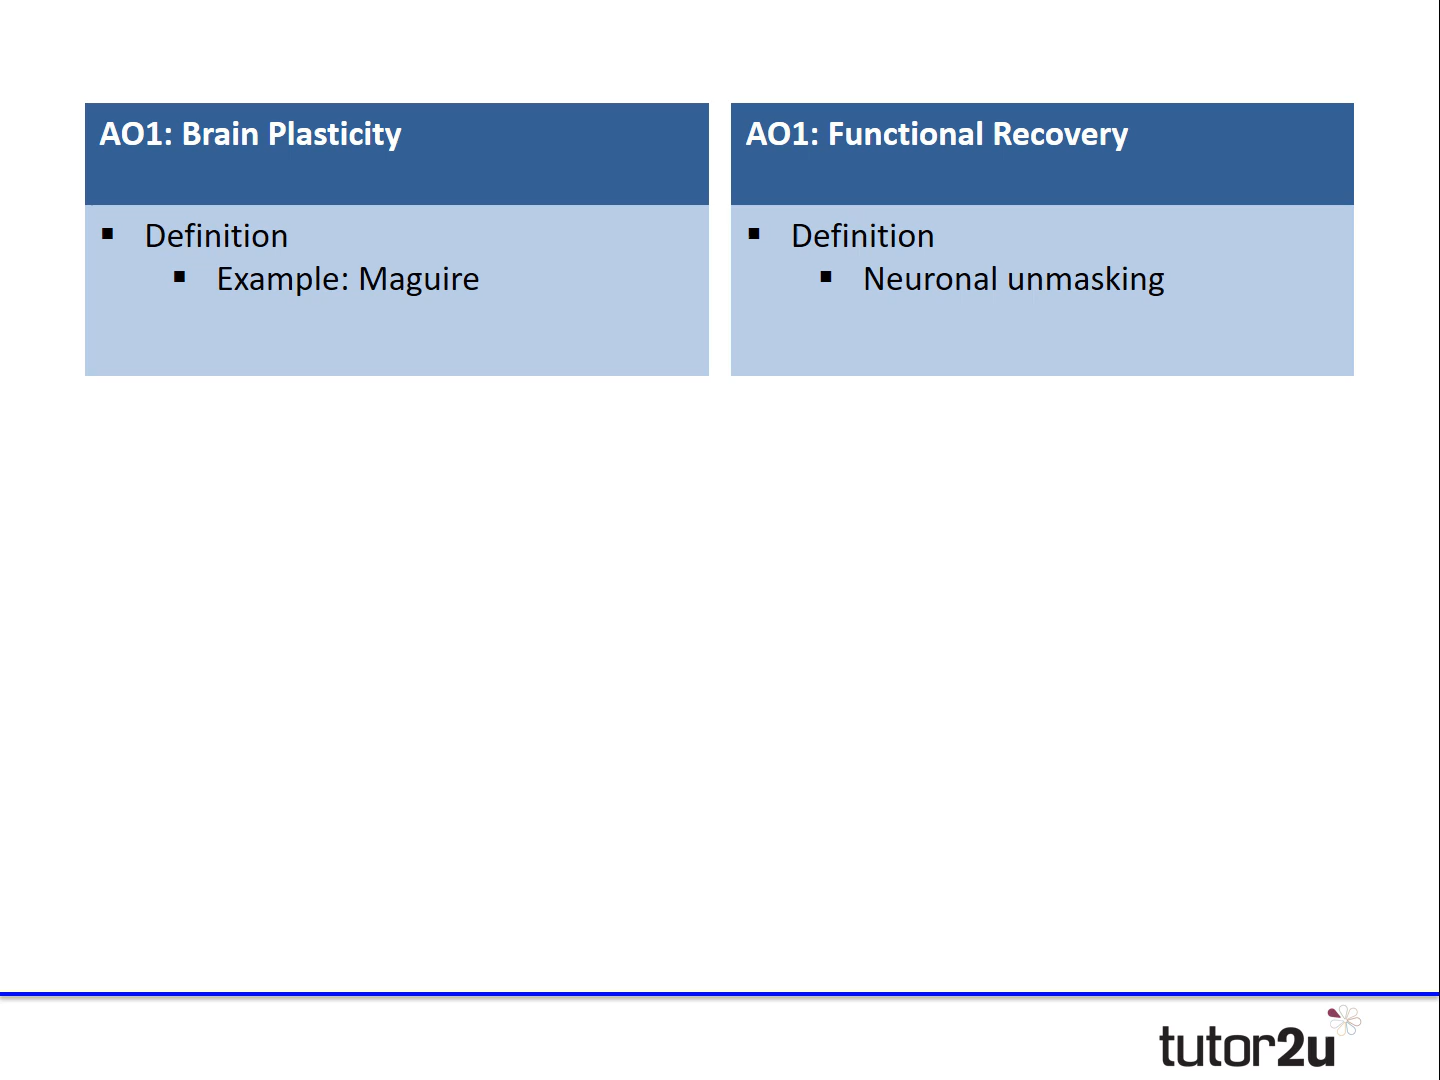 AO1: Brain Plasticity
▪ Definition
▪ Example: Maguire
AO1: Functional Recovery
▪ Definition
▪ Neuronal unmasking
tutor2u